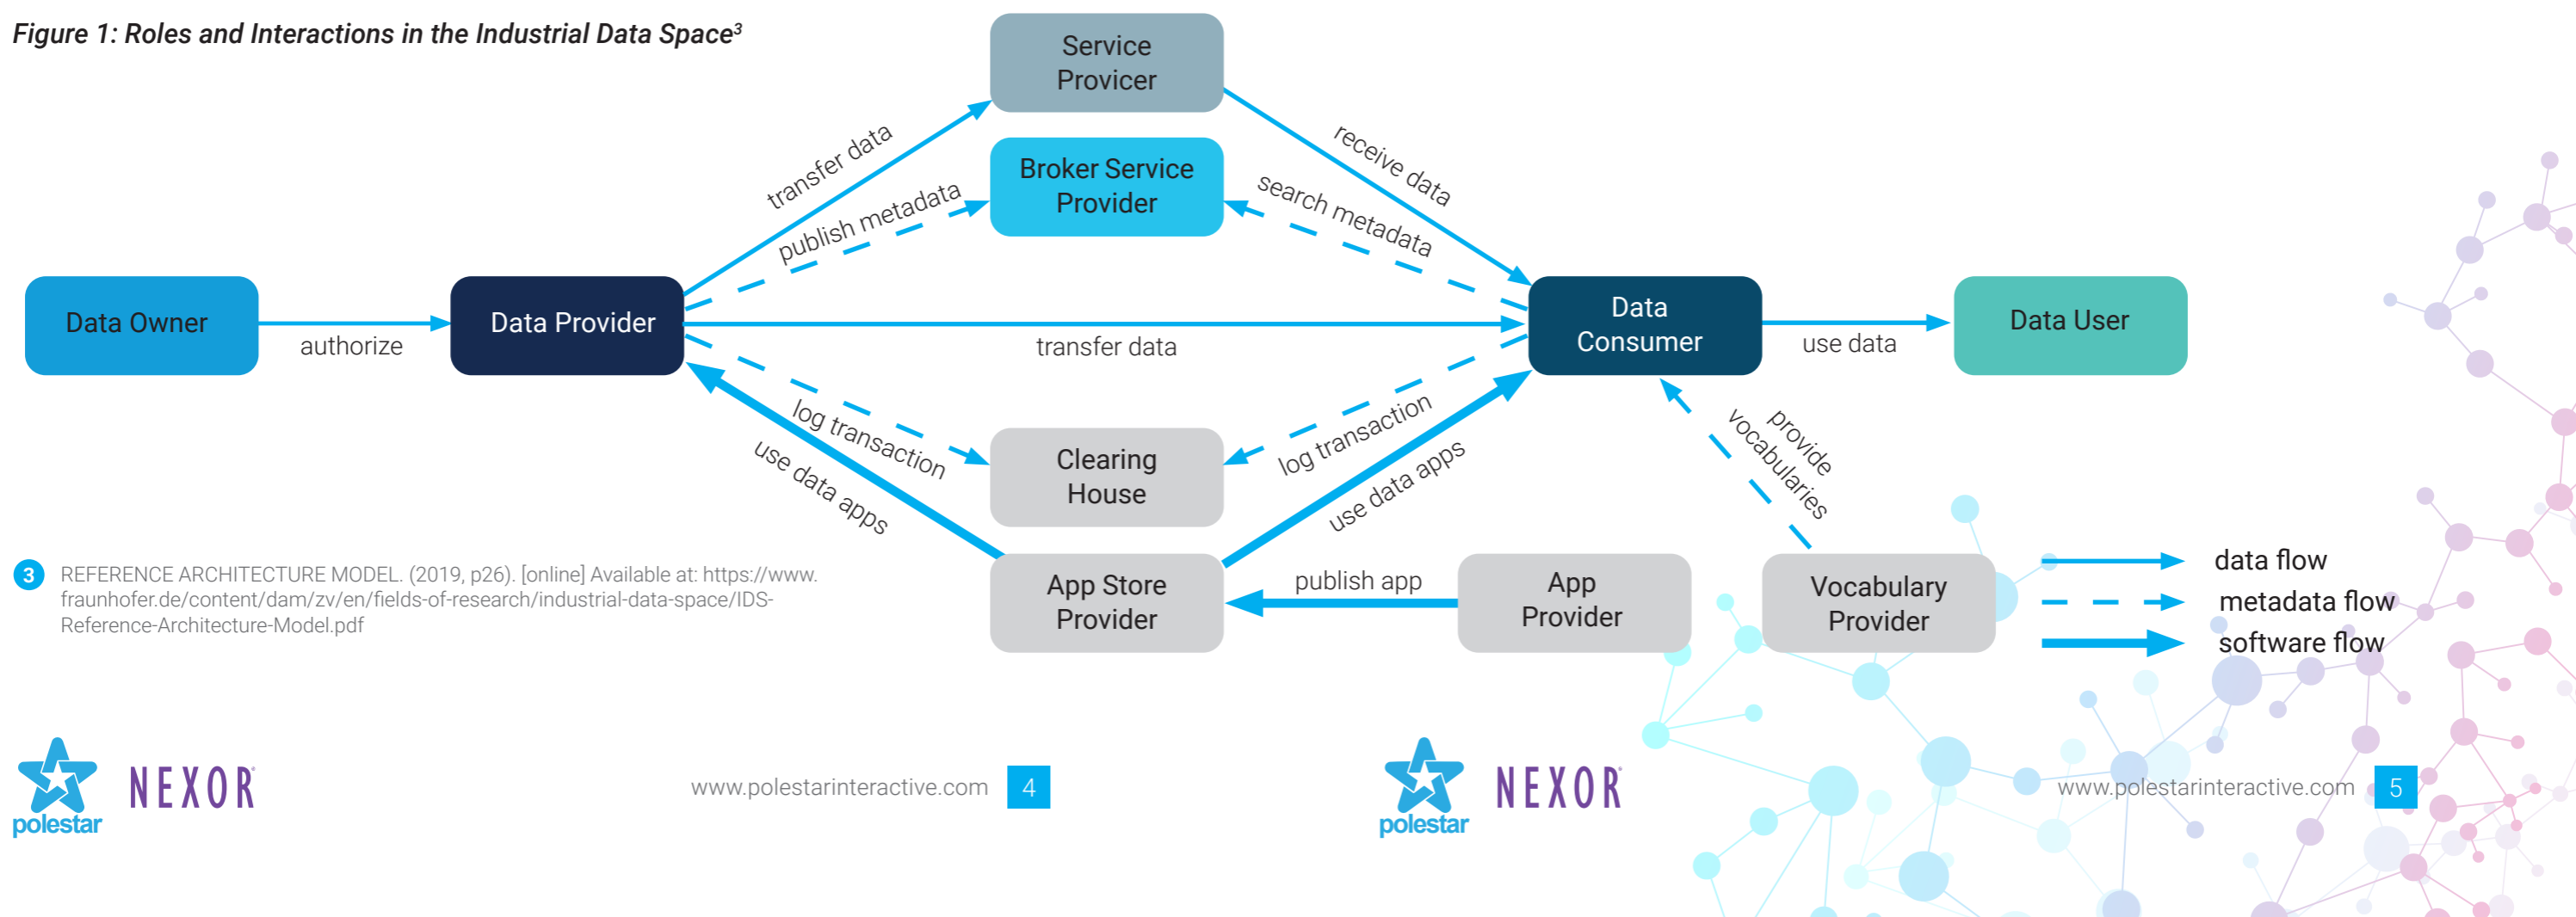 Figure 1: Roles and Interactions in the Industrial Data Space3
Service
Provicer
transfer data
receive data
Broker Service
Provider
publish metadata
search metadata
Data Owner
authorize
Data Provider
transfer data
Data
Consumer
use data
Data User
log transaction
use data apps
Clearing
House
log transaction
use data apps
provide
vocabularies
App Store
Provider
publish app
App
Provider
Vocabulary
Provider
data flow
metadata flow
software flow
3 REFERENCE ARCHITECTURE MODEL. (2019, p26). [online] Available at: https://www.
fraunhofer.de/content/dam/zv/en/fields-of-research/industrial-data-space/IDS-
Reference-Architecture-Model.pdf
polestar
NEXOR
www.polestarinteractive.com 4
polestar
NEXOR
www.polestarinteractive.com 5